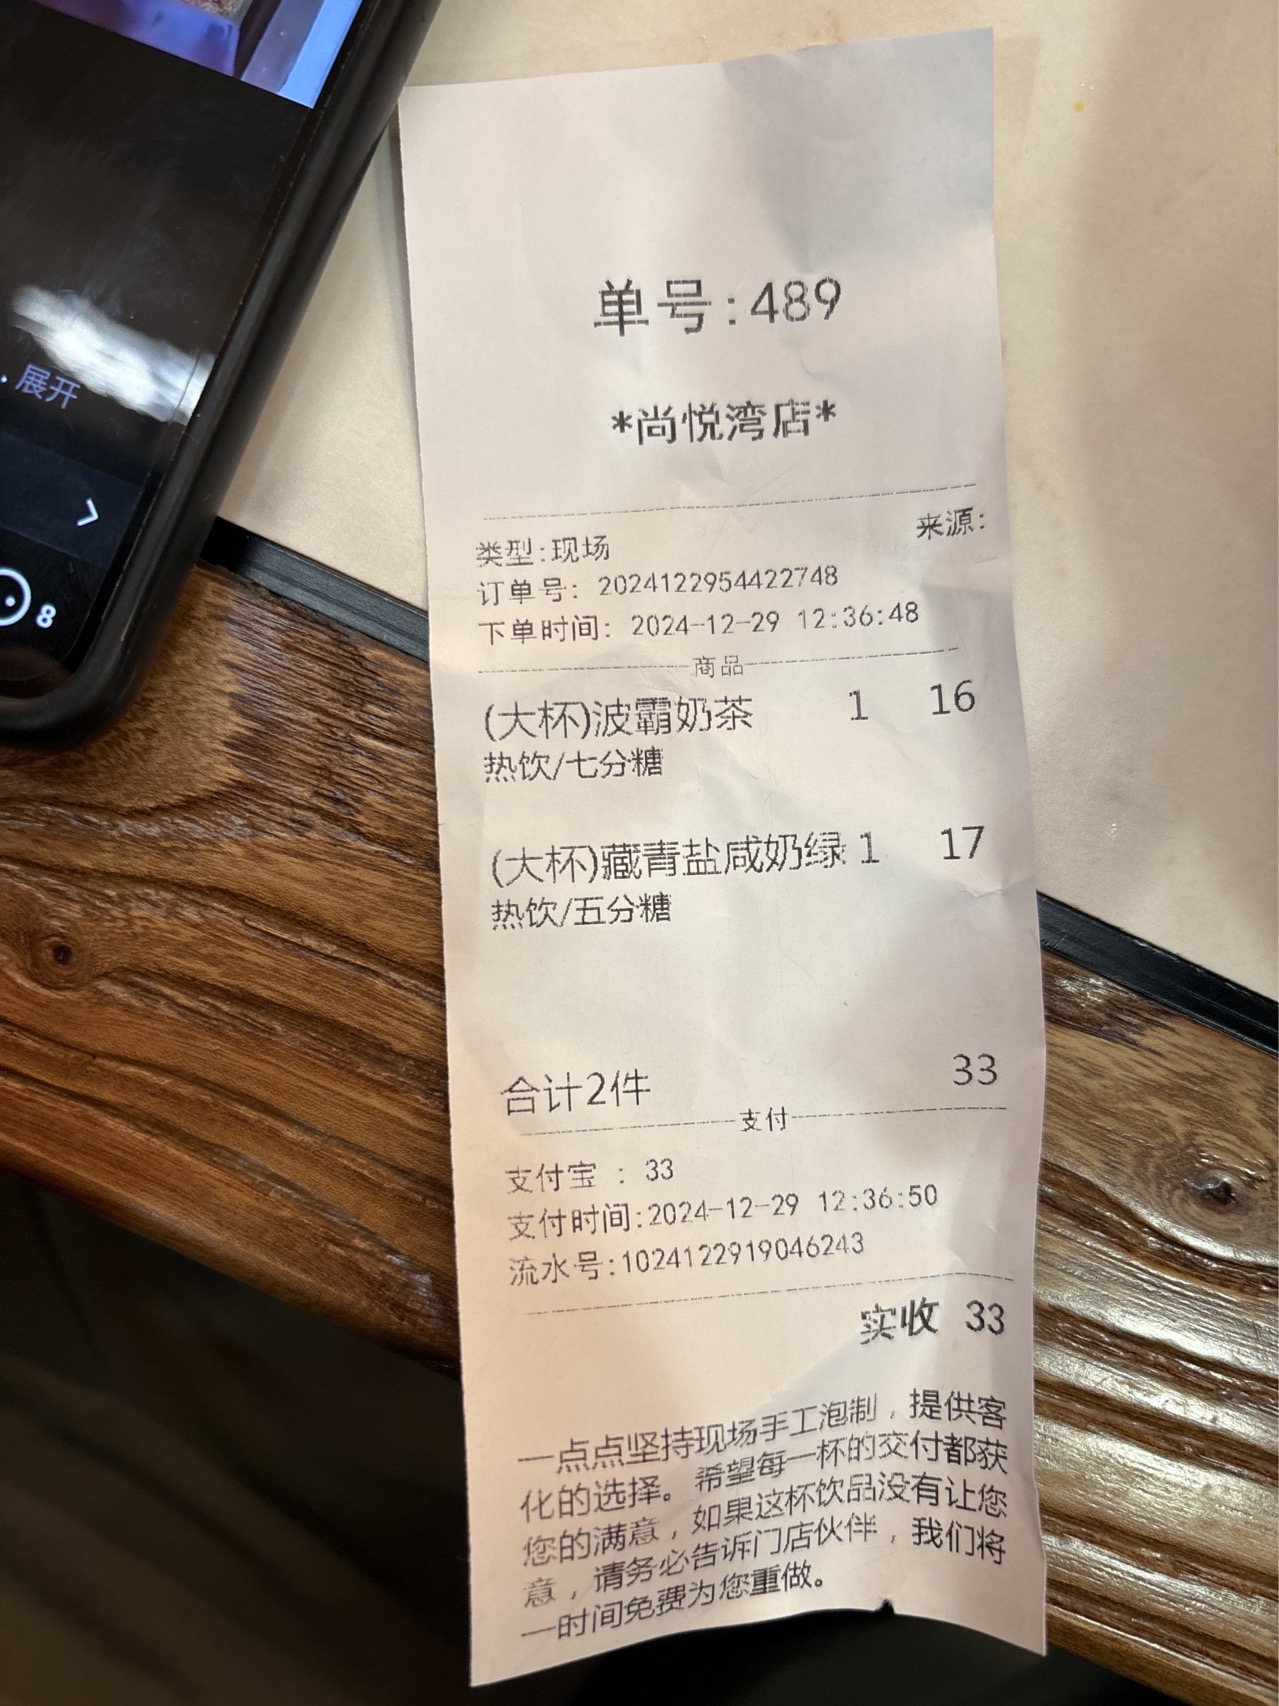 展开
8
单号:489
*尚悦湾店*
来源:
类型:现场
订单号: 2024122954422748
下单时间: 2024-12-29 12:36:48
商品
(大杯)波霸奶茶 1 16
热饮/七分糖
(大杯)藏青盐咸奶绿 1 17
热饮/五分糖
合计2件 33
支付
支付宝 : 33
支付时间:2024-12-29 12:36:50
流水号:1024122919046243
实收 33
一点点坚持现场手工泡制，提供客
化的选择。希望每一杯的交付都获
您的满意，如果这杯饮品没有让您
意，请务必告诉门店伙伴，我们将
一时间免费为您重做。